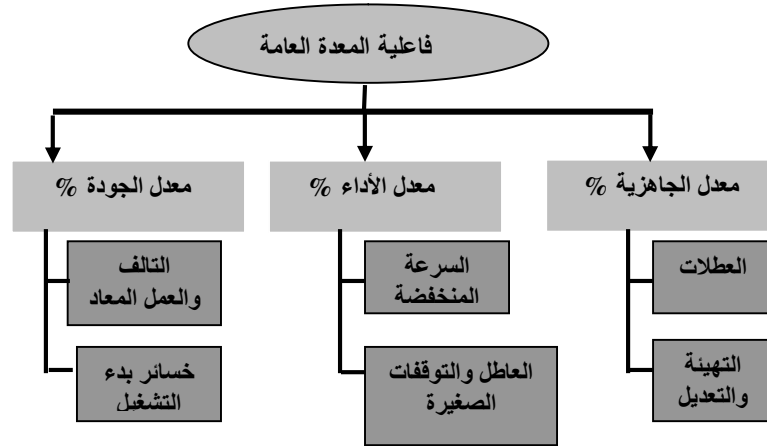 فاعلية المعدة العامة
معدل الجاهزية %
معدل الأداء %
معدل الجودة %
العطلات
التهيئة
والتعديل
السرعة
المنخفضة
العاطل والتوقفات
الصغيرة
التالف
والعمل المعاد
خسائر بدء
التشغيل